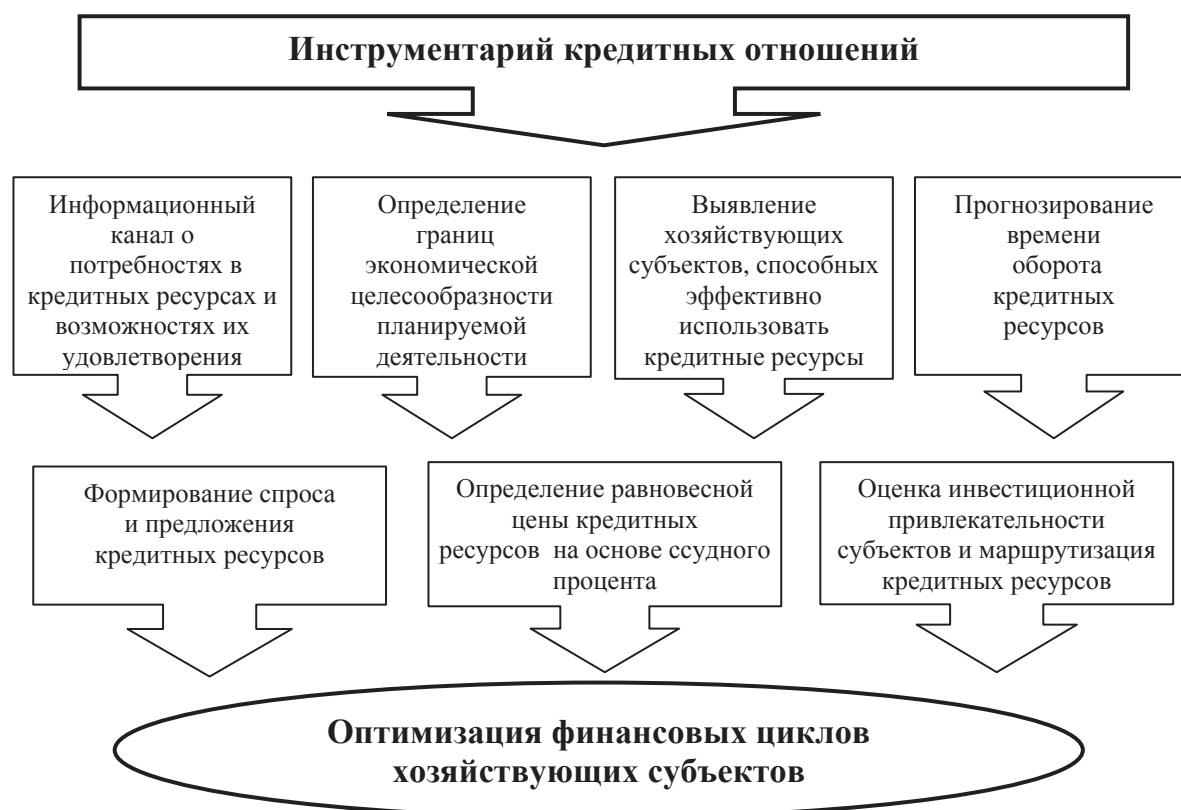 Инструментарий кредитных отношений
Информационный
канал о
потребностях в
кредитных ресурсах и
возможностях их
удовлетворения
Определение
границ
экономической
целесообразности
планируемой
деятельности
Выявление
хозяйствующих
субъектов, способных
эффективно
использовать
кредитные ресурсы
Прогнозирование
времени
оборота
кредитных
ресурсов
Формирование спроса
и предложения
кредитных ресурсов
Определение равновесной
цены кредитных
ресурсов на основе ссудного
процента
Оценка инвестиционной
привлекательности
субъектов и маршрутизация
кредитных ресурсов
Оптимизация финансовых циклов
хозяйствующих субъектов